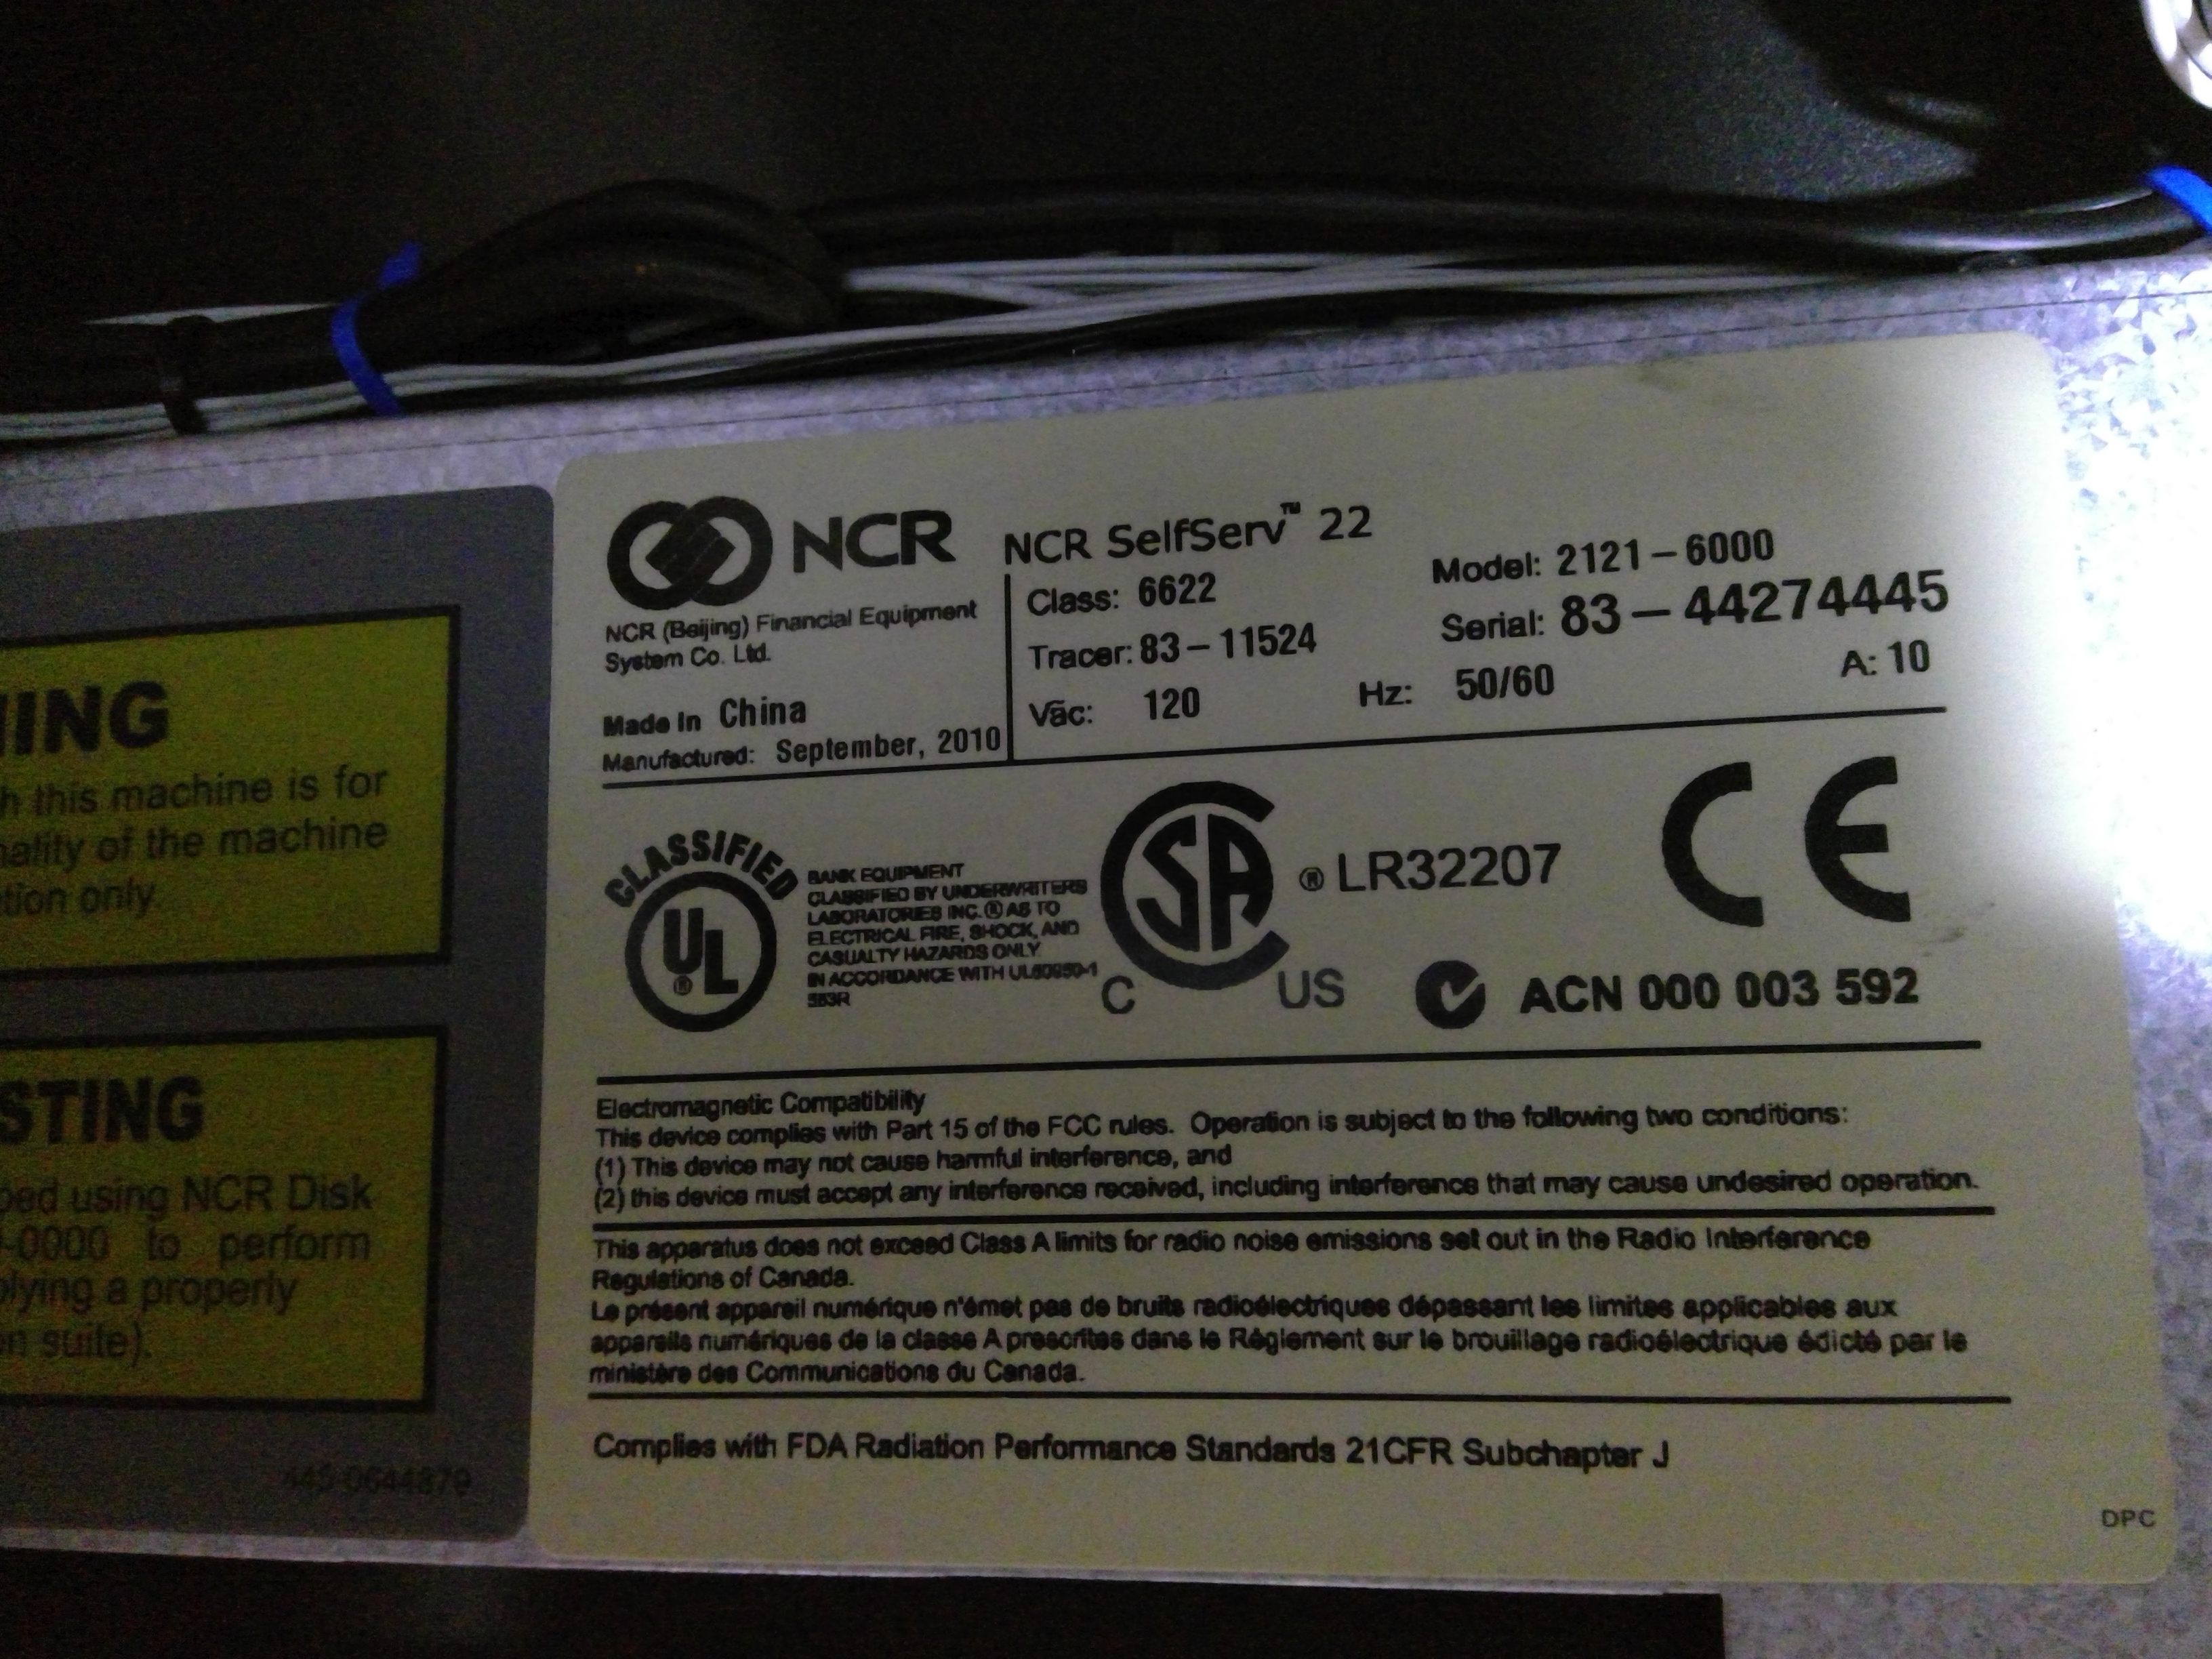 NING
h this machine is for
nality of the machine
tion only.
STING
ped using NCR Disk
-0000 to perform
plying a properly
n suite).
445-0644879
NCR
NCR (Beijing) Financial Equipment
System Co. Ltd.
Made In China
Manufactured: September, 2010
NCR SelfServ™ 22
Class: 6622
Model: 2121-6000
Tracer: 83-11524
Serial: 83-44274445
Vac: 120 Hz: 50/60 A: 10
CLASSIFIED
UL ®
BANK EQUIPMENT
CLASSIFIED BY UNDERWRITERS
LABORATORIES INC.® AS TO
ELECTRICAL FIRE, SHOCK, AND
CASUALTY HAZARDS ONLY
IN ACCORDANCE WITH UL60950-1
553R
C SA US
® LR32207
CE
ACN 000 003 592
Electromagnetic Compatibility
This device complies with Part 15 of the FCC rules. Operation is subject to the following two conditions:
(1) This device may not cause harmful interference, and
(2) this device must accept any interference received, including interference that may cause undesired operation.
This apparatus does not exceed Class A limits for radio noise emissions set out in the Radio Interference
Regulations of Canada.
Le présent appareil numérique n'émet pas de bruits radioélectriques dépassant les limites applicables aux
appareils numériques de la classe A prescrites dans le Règlement sur le brouillage radioélectrique édicté par le
ministère des Communications du Canada.
Complies with FDA Radiation Performance Standards 21CFR Subchapter J
DPC